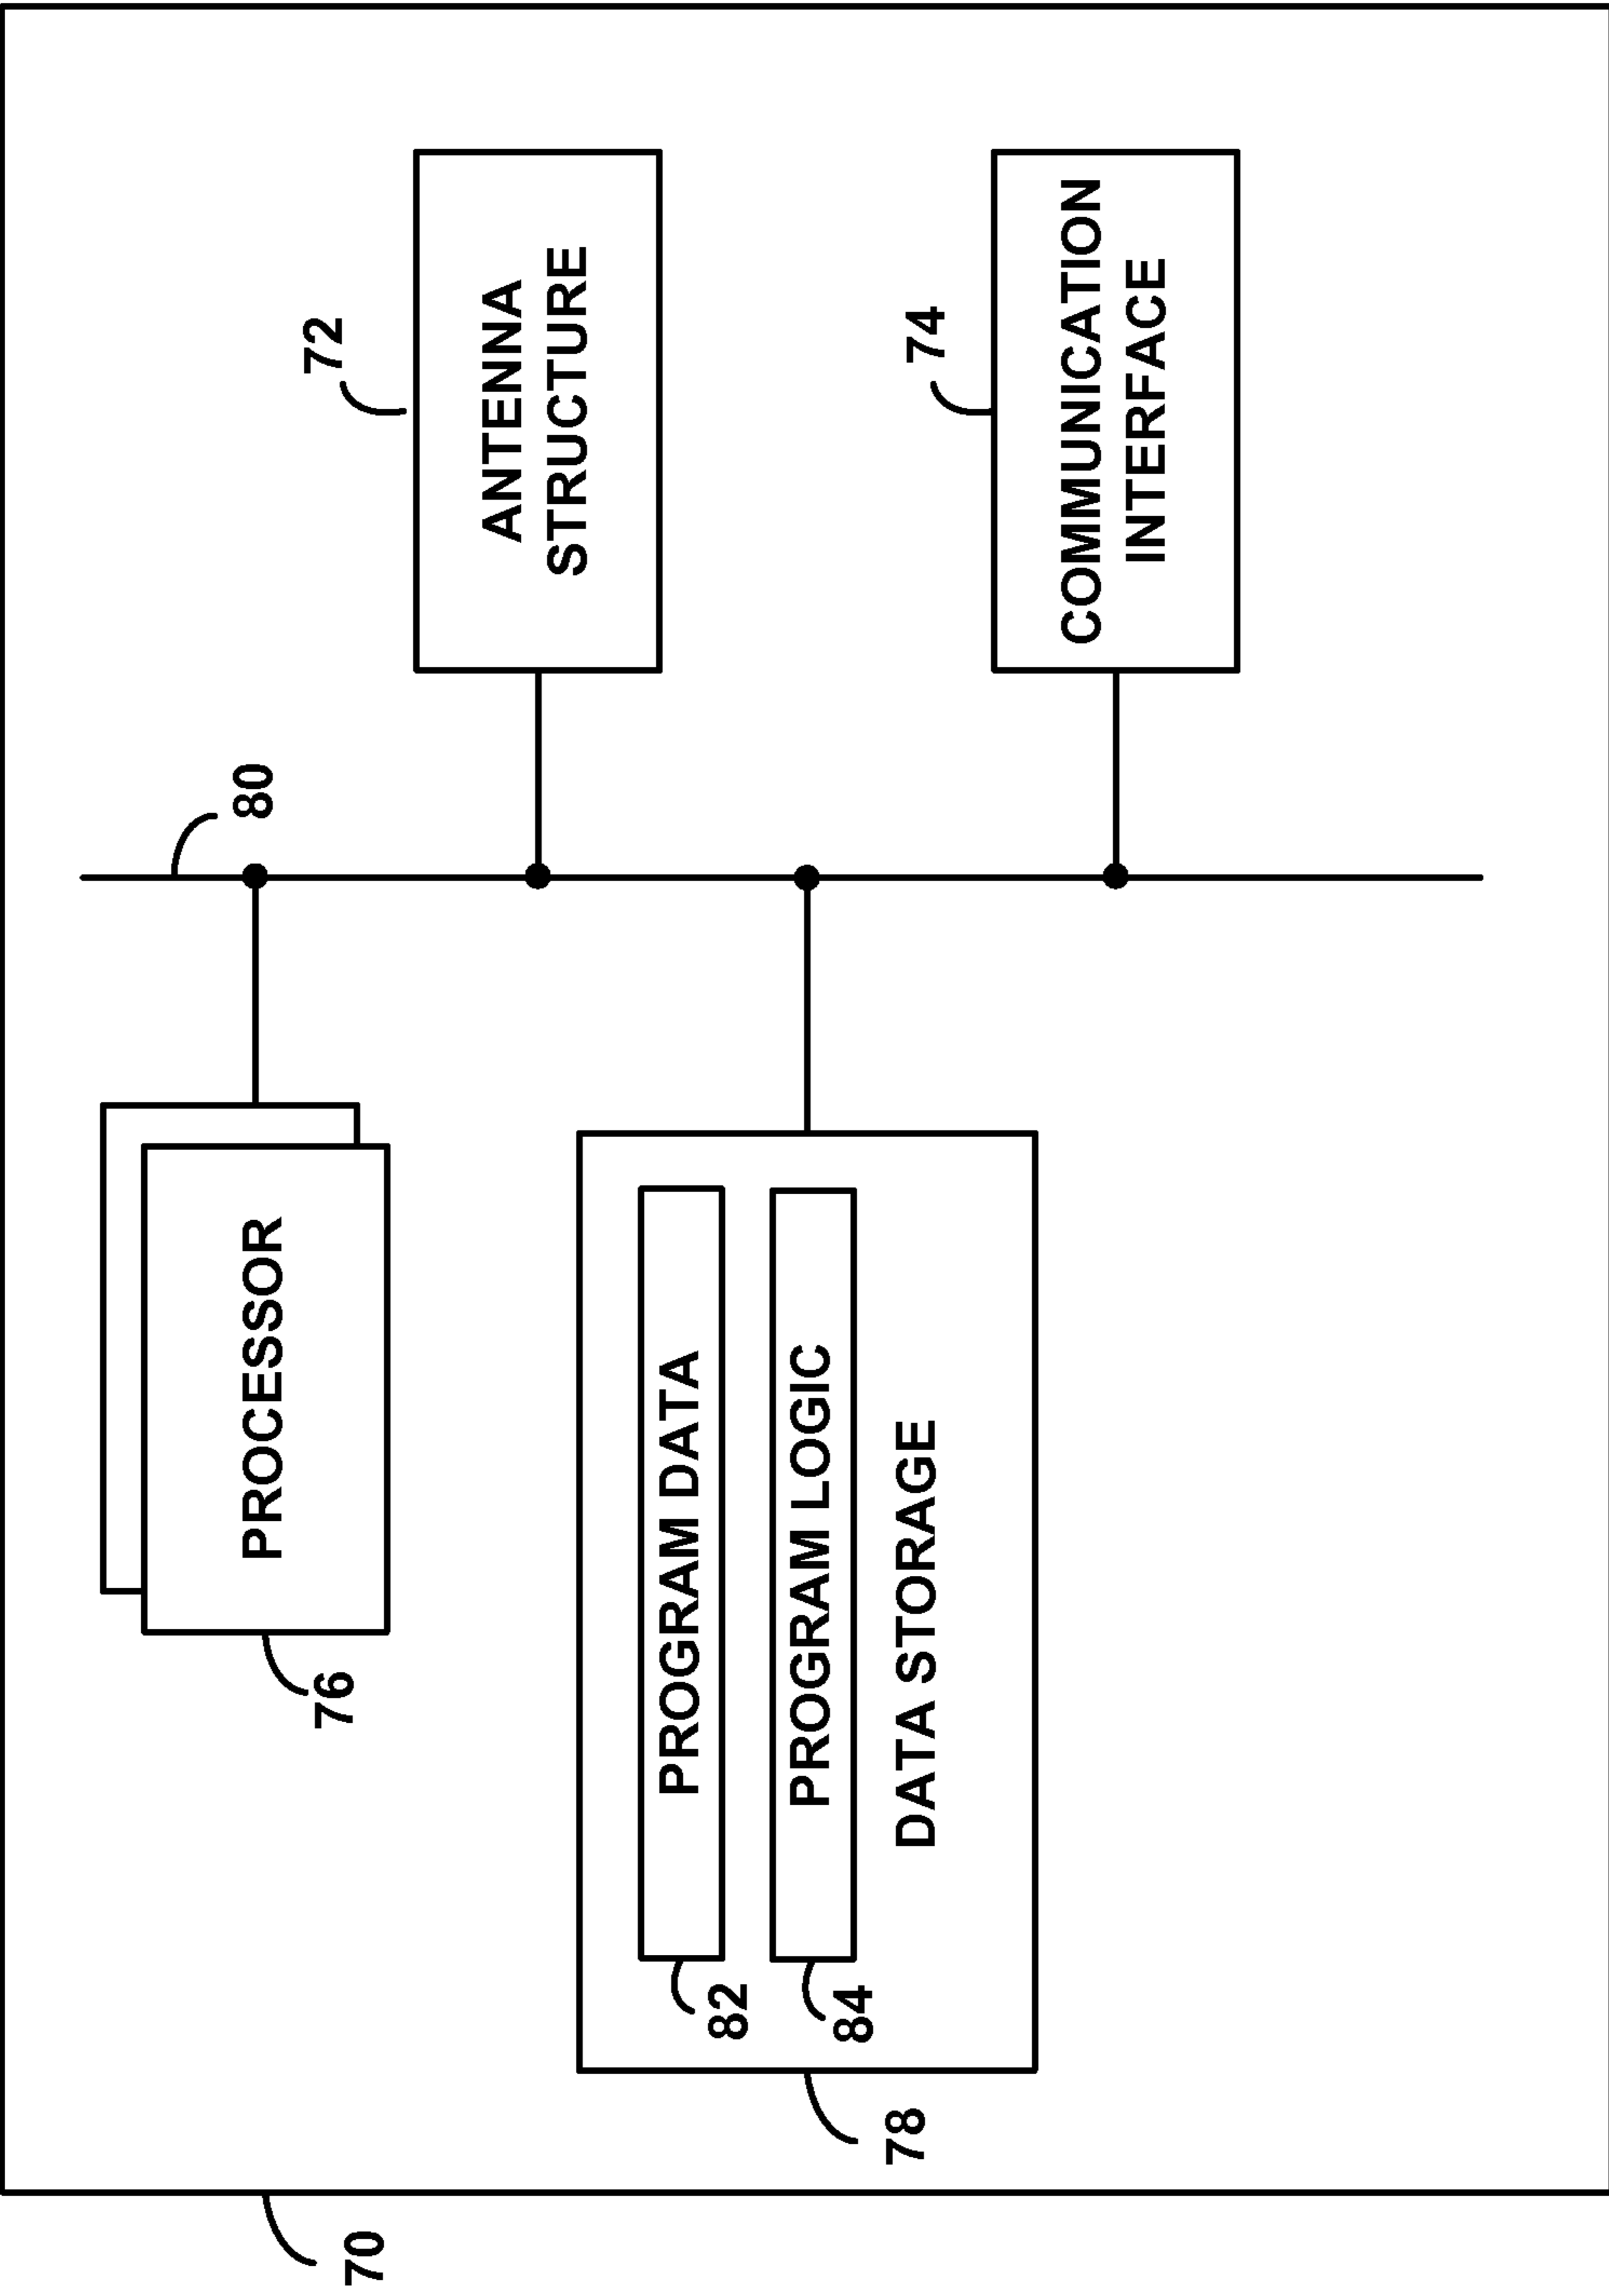 70
76
PROCESSOR
80
72
ANTENNA
STRUCTURE
82
PROGRAM DATA
84
PROGRAM LOGIC
DATA STORAGE
78
74
COMMUNICATION
INTERFACE